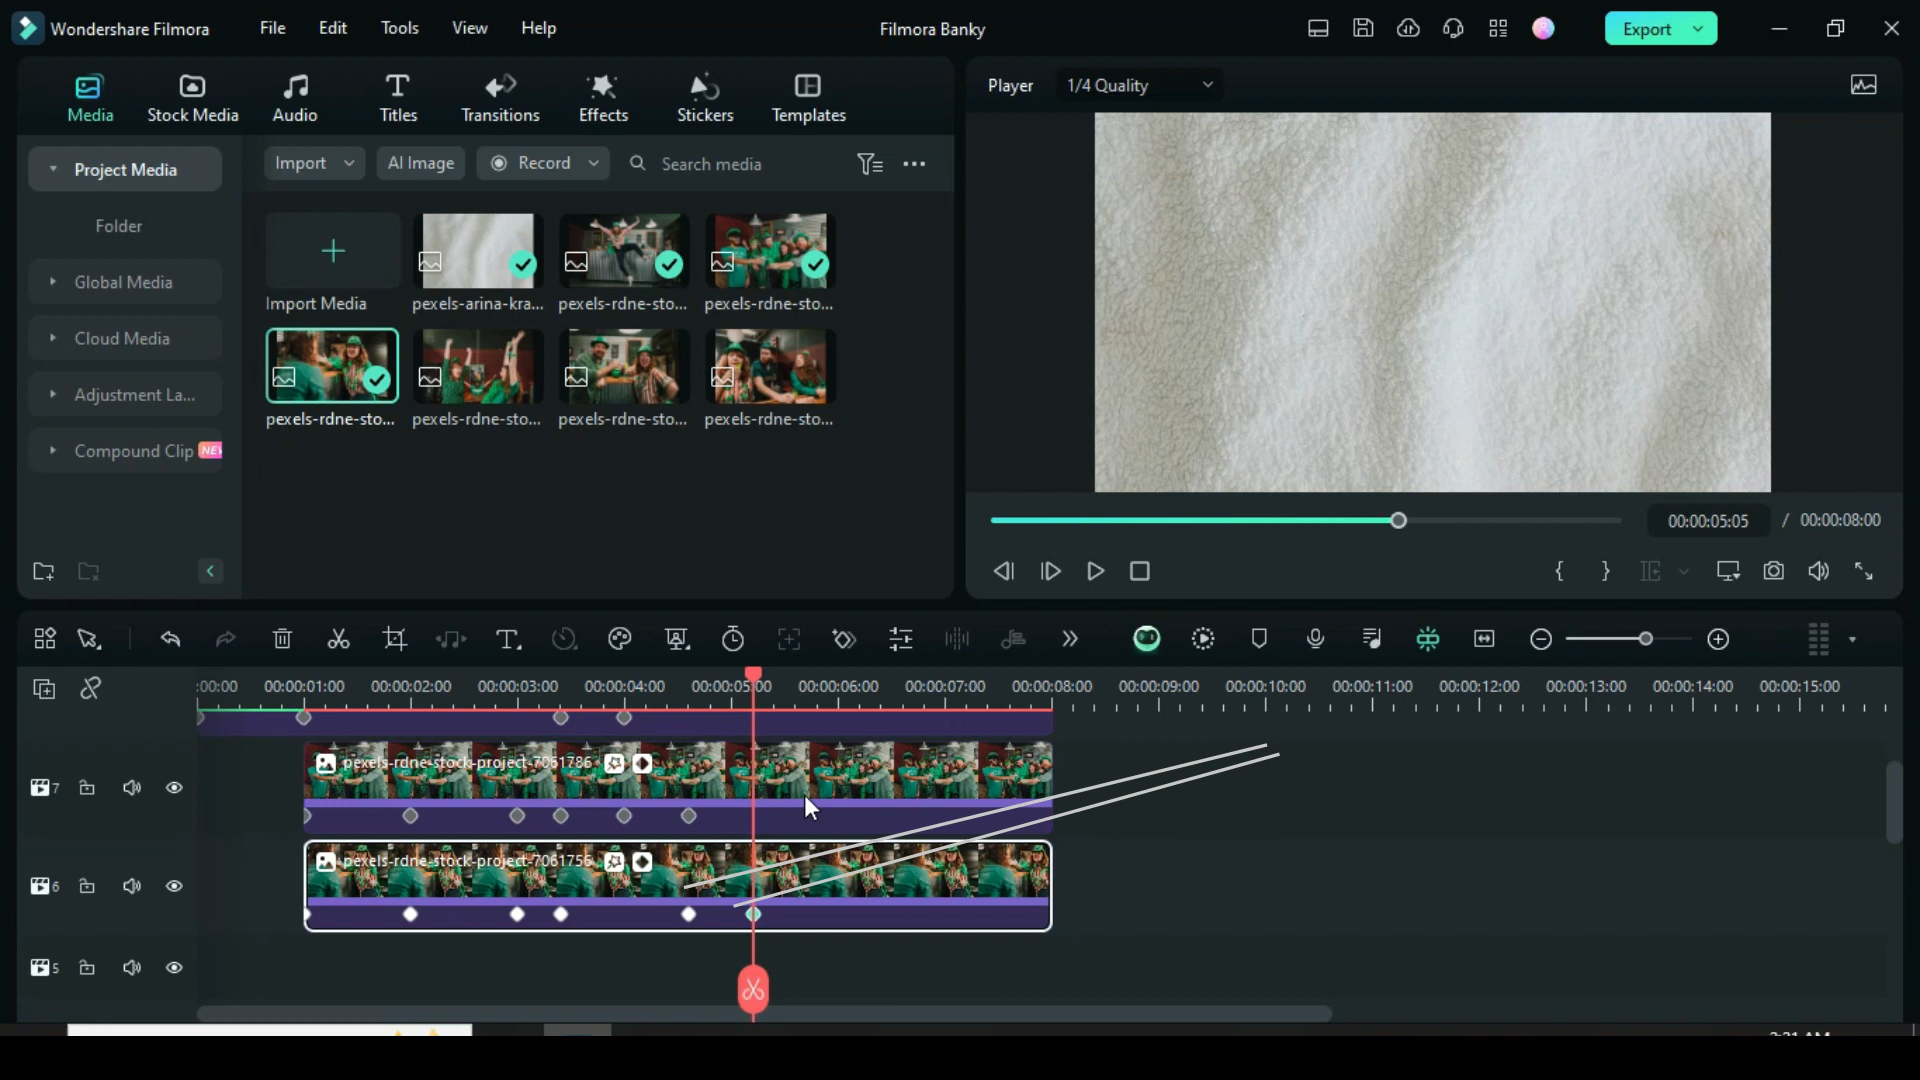 Wondershare Filmora File Edit Tools View Help Filmora Banky Export
Media Stock Media Audio Titles Transitions Effects Stickers Templates
Player 1/4 Quality
Project Media
Folder
Global Media
Cloud Media
Adjustment La...
Compound Clip NEW
Import AI Image Record Search media
Import Media pexels-arina-kra... pexels-rdne-sto... pexels-rdne-sto...
pexels-rdne-sto... pexels-rdne-sto... pexels-rdne-sto... pexels-rdne-sto...
00:00:05:05 / 00:00:08:00
:00:00 00:00:01:00 00:00:02:00 00:00:03:00 00:00:04:00 00:00:05:00 00:00:06:00 00:00:07:00 00:00:08:00 00:00:09:00 00:00:10:00 00:00:11:00 00:00:12:00 00:00:13:00 00:00:14:00 00:00:15:00
7 pexels-rdne-stock-project-7061786
6 pexels-rdne-stock-project-7061756
5